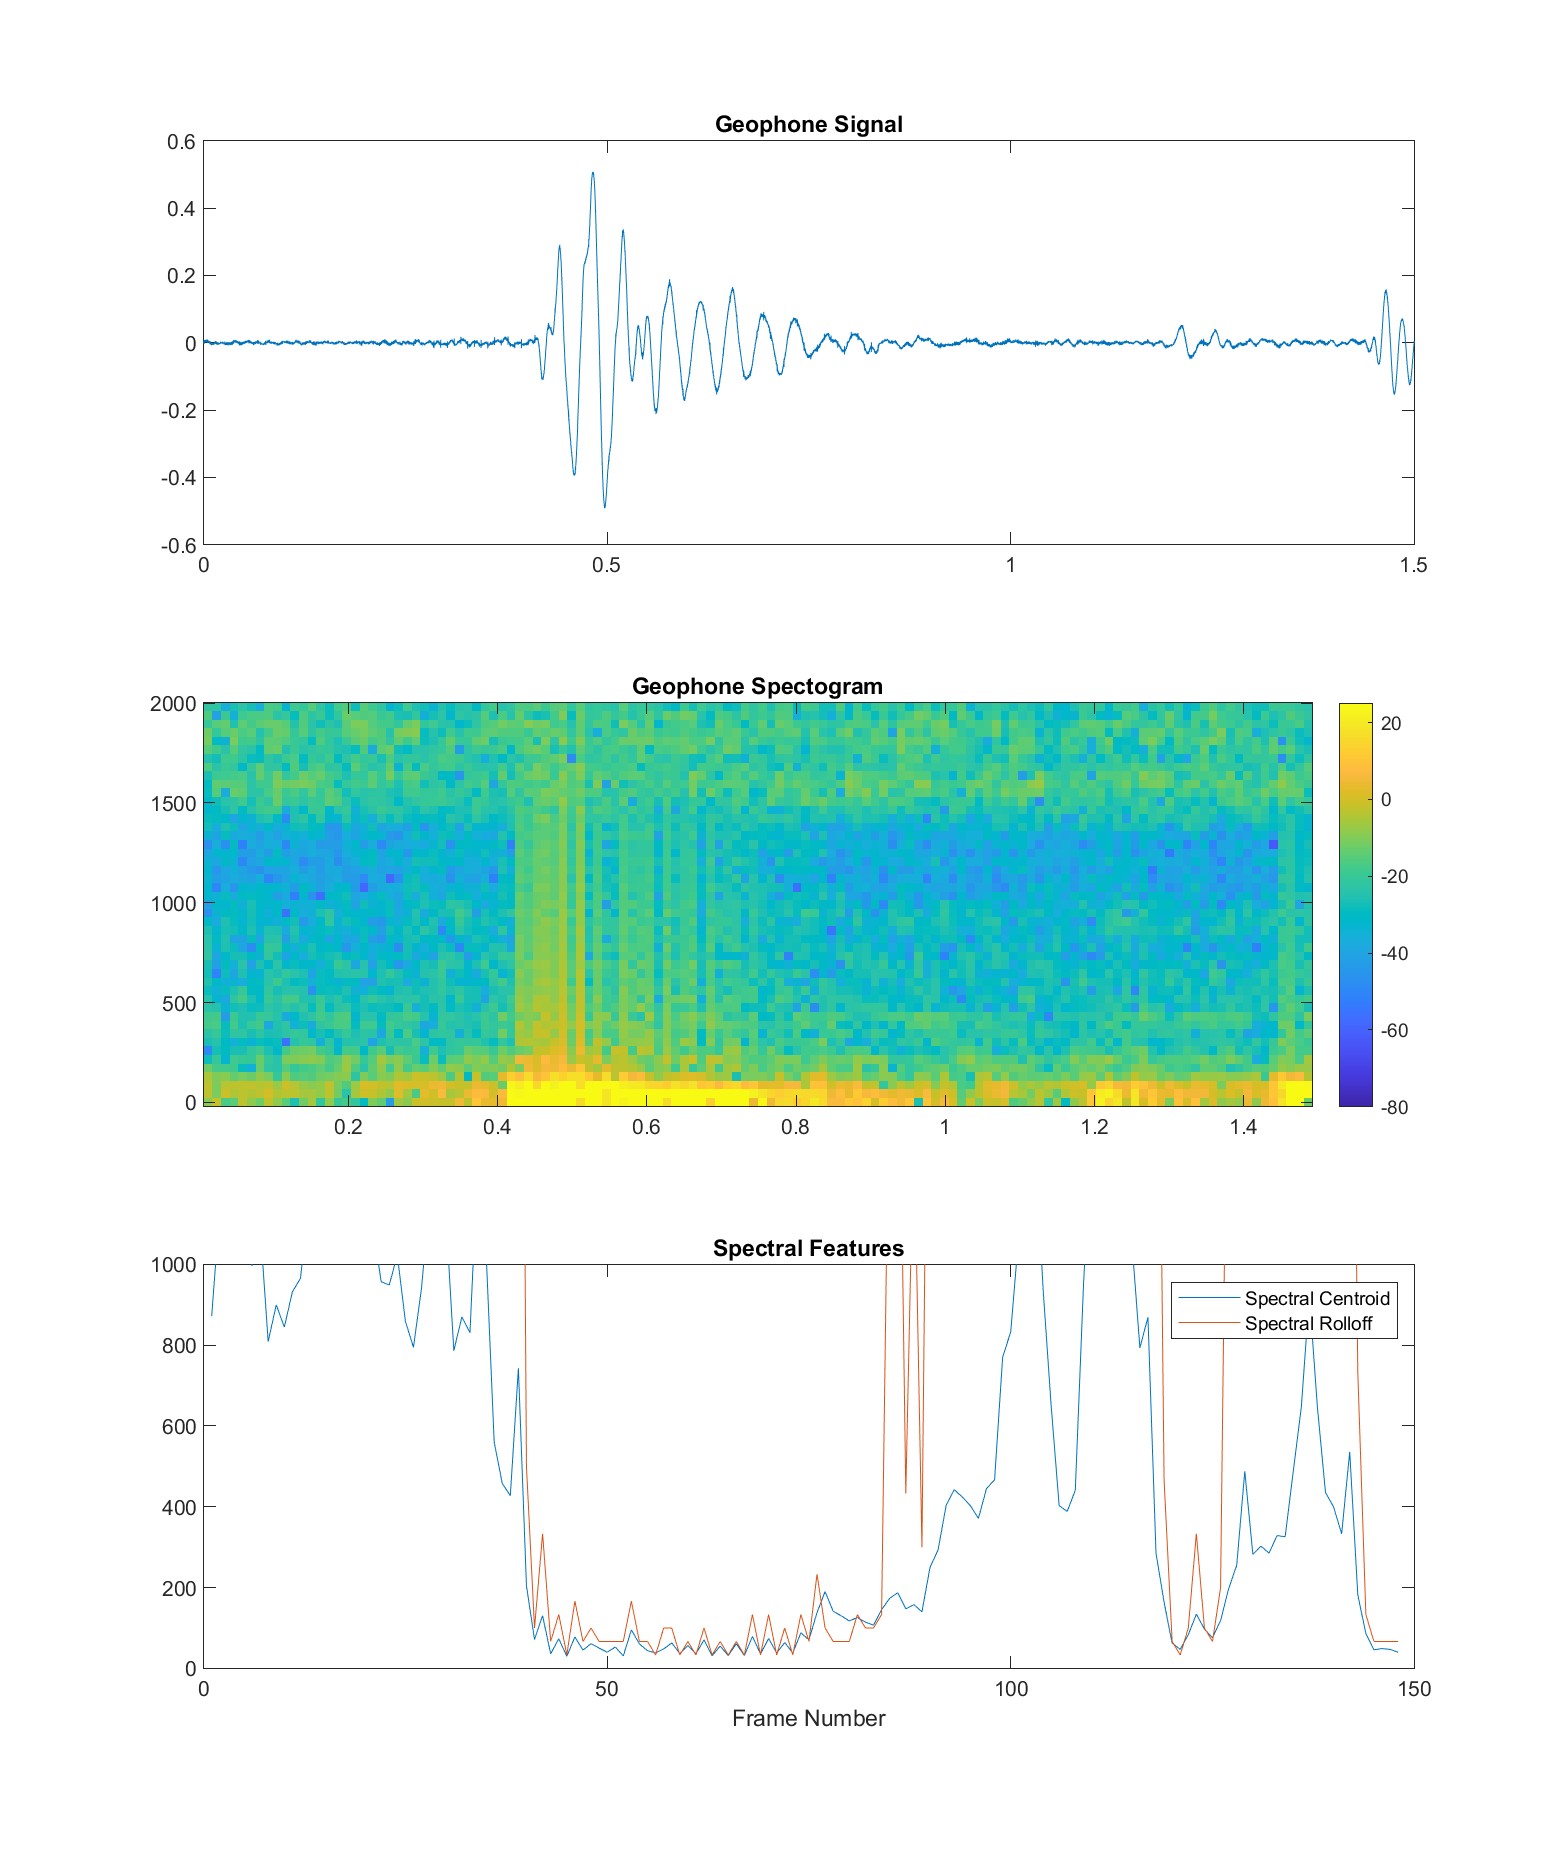 Geophone Signal
0.6
0.4
0.2
0
-0.2
-0.4
-0.6
0 0.5 1 1.5
Geophone Spectogram
2000
1500
1000
500
0
0.2 0.4 0.6 0.8 1 1.2 1.4
20
0
-20
-40
-60
-80
Spectral Features
1000
800
600
400
200
0
Spectral Centroid
Spectral Rolloff
0 50 100 150
Frame Number